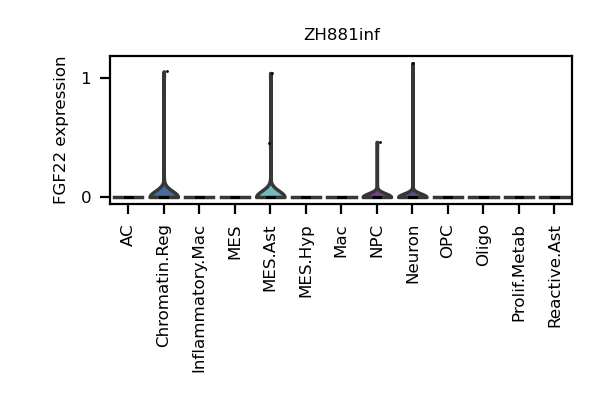 ZH881inf
FGF22 expression
1
0
AC
Chromatin.Reg
Inflammatory.Mac
MES
MES.Ast
MES.Hyp
Mac
NPC
Neuron
OPC
Oligo
Prolif.Metab
Reactive.Ast